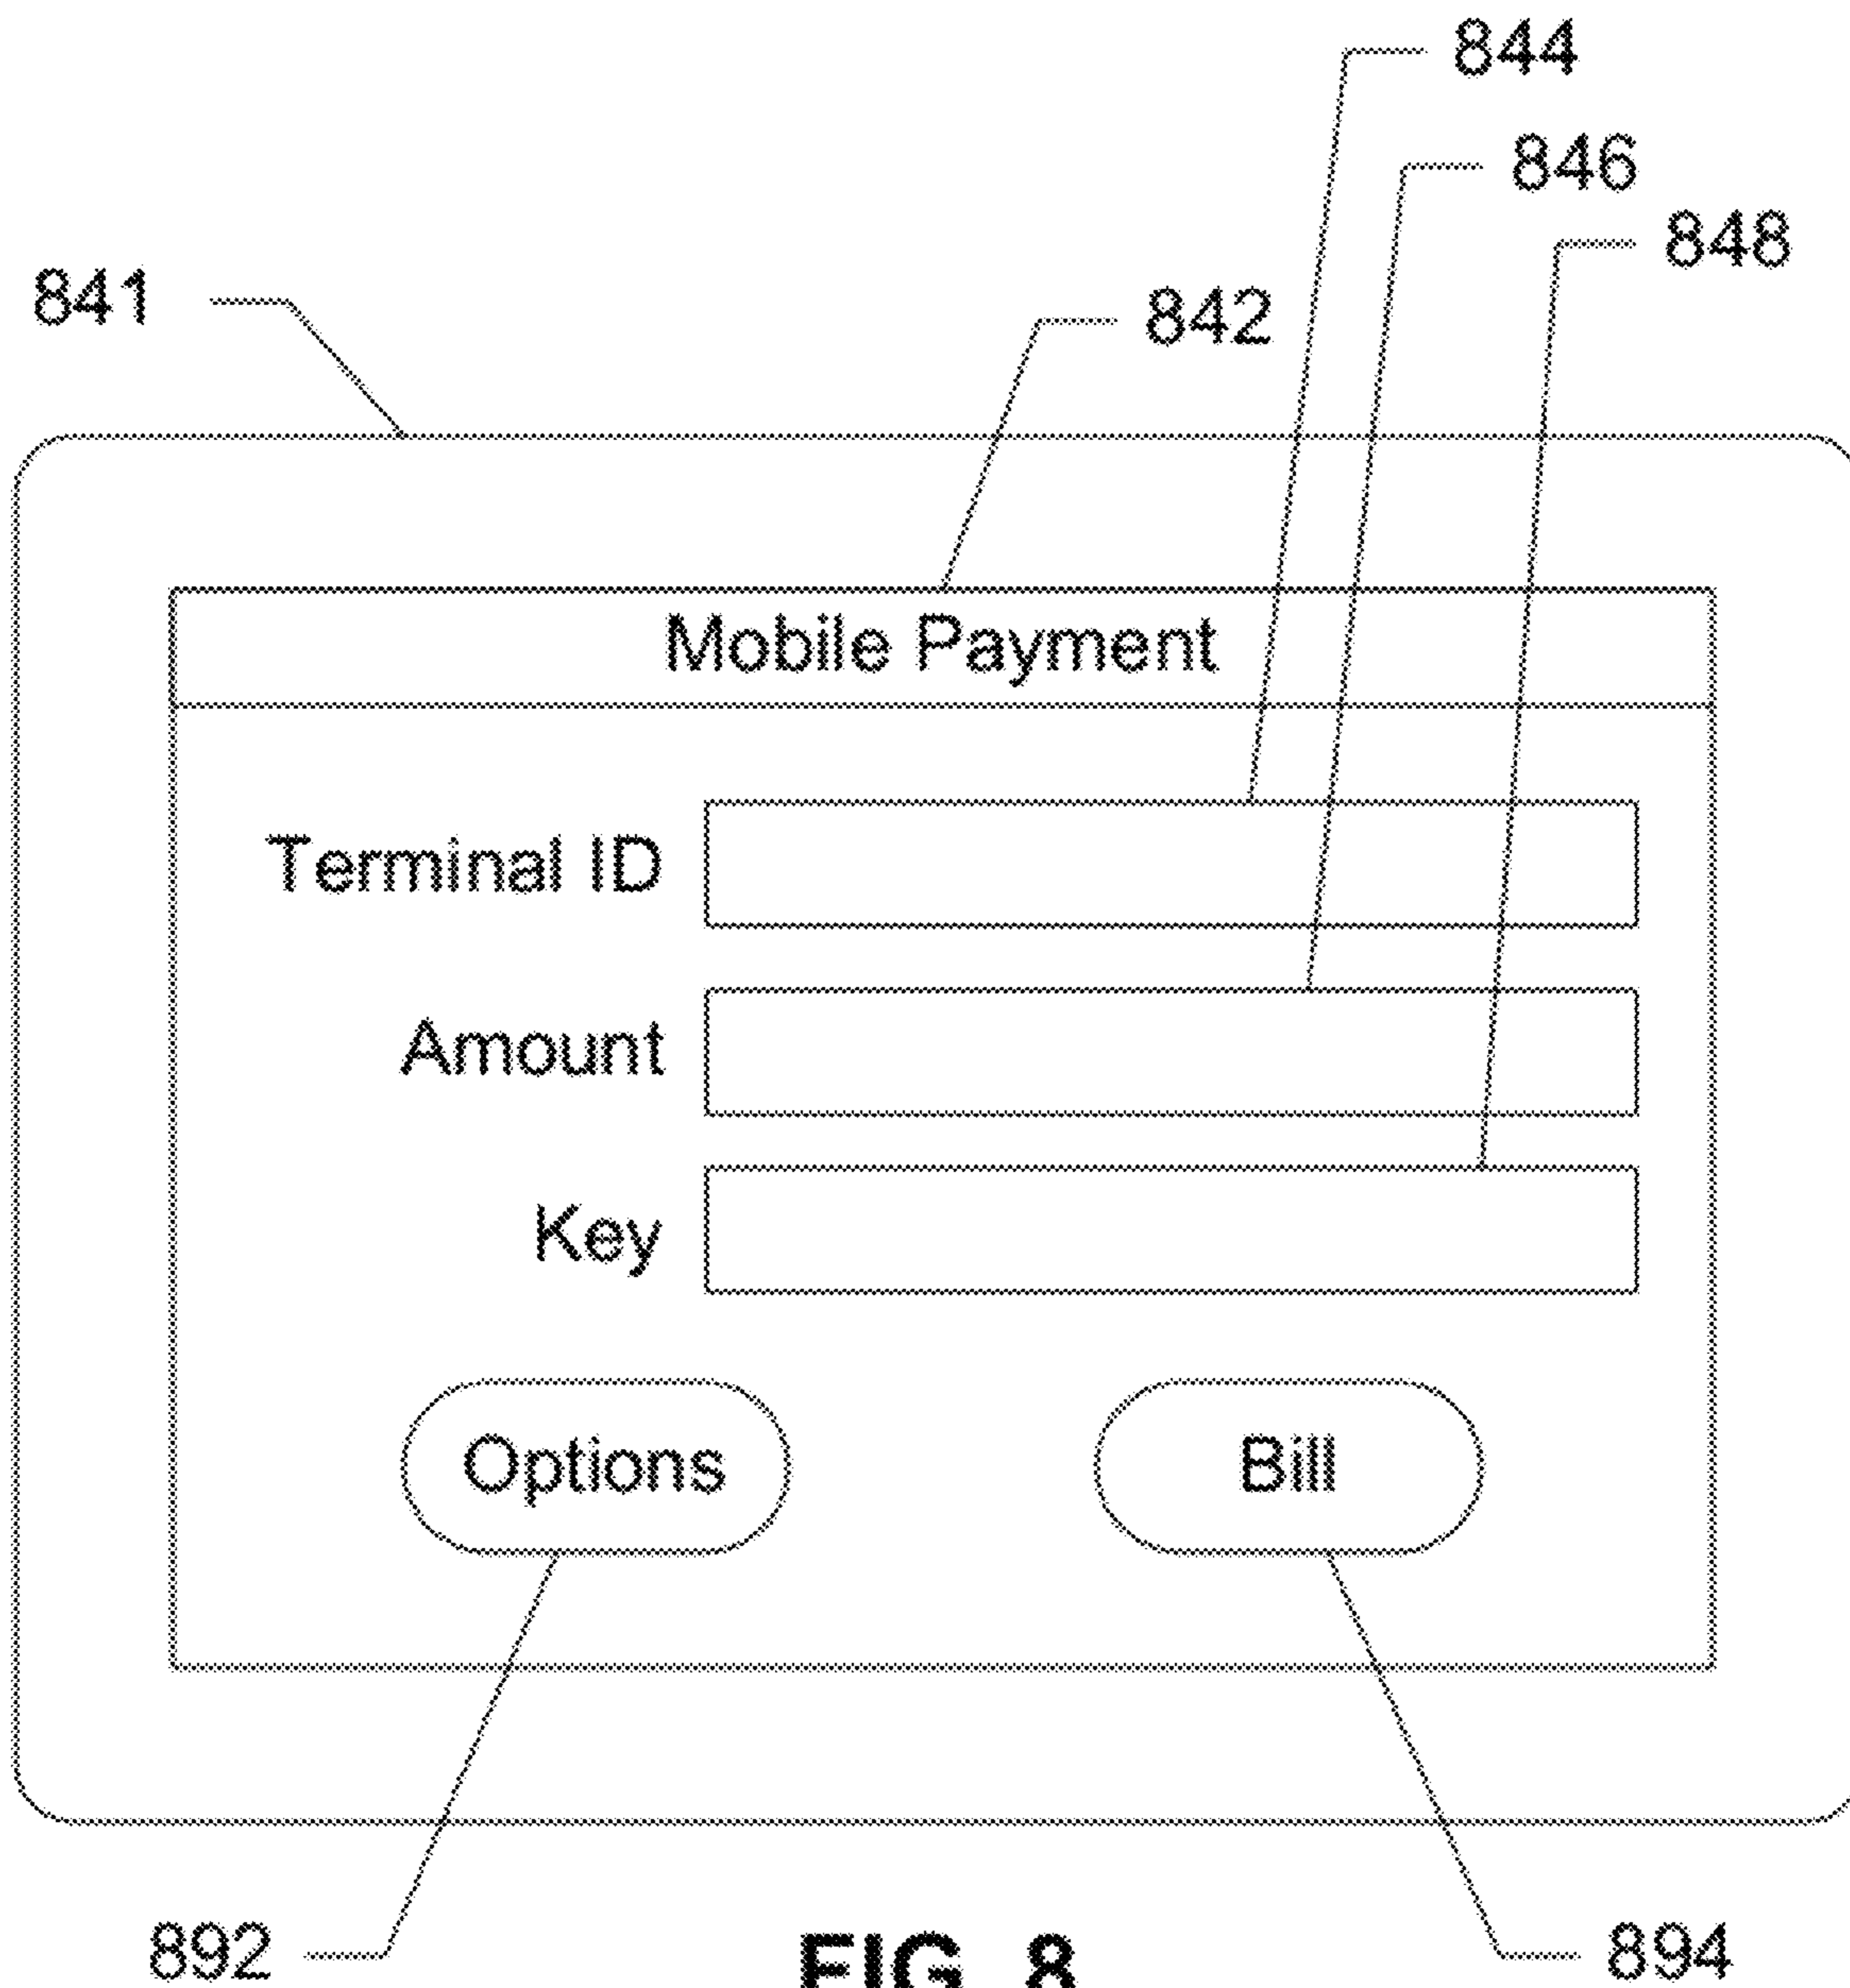 844
846
848
841
842
Mobile Payment
Terminal ID
Amount
Key
Options
Bill
892
FIG. 8
894